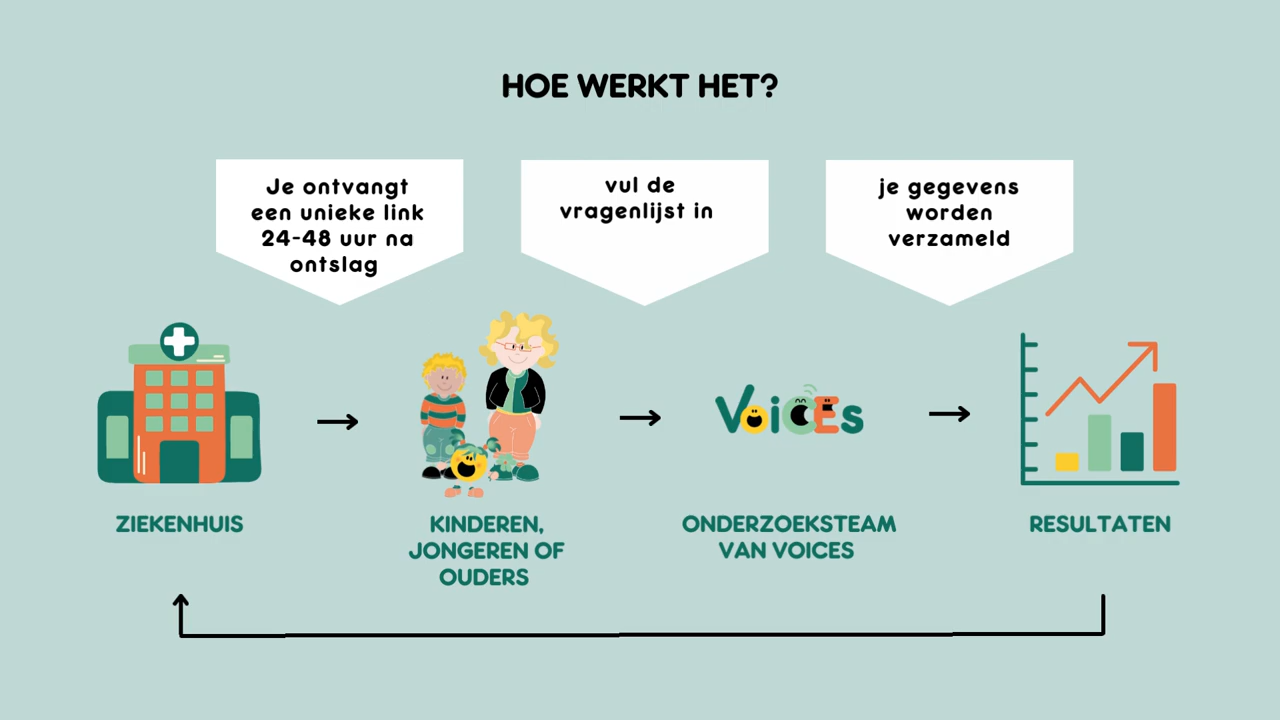 HOE WERKT HET?
Je ontvangt
een unieke link
24-48 uur na
ontslag
vul de
vragenlijst in
je gegevens
worden
verzameld
VOiCEs
ZIEKENHUIS
KINDEREN,
JONGEREN OF
OUDERS
ONDERZOEKSTEAM
VAN VOICES
RESULTATEN